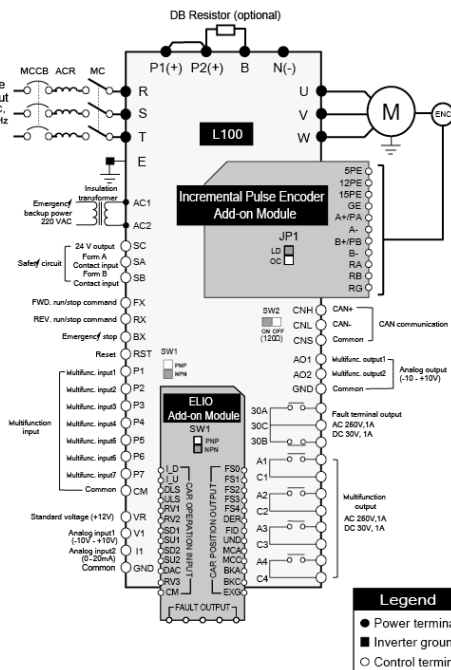 DB Resistor (optional)
MCCB ACR MC
P1(+) P2(+) B N(-)
R
S
T
E
U
V
W
M
ENC
L100
Insulation
transformer
Emergency
backup power
220 VAC
AC1
AC2
Incremental Pulse Encoder
Add-on Module
JP1
LD
OC
5PE
12PE
15PE
GE
A+/PA
A-
B+/PB
B-
RA
RB
RG
Safety circuit
24 V output
Form A
Contact input
Form B
Contact input
SC
SA
SB
FWD. run/stop command FX
REV. run/stop command RX
Emergency stop BX
Reset RST
SW1
PNP
NPN
Multifunction
input
Multifunc. input1 P1
Multifunc. input2 P2
Multifunc. input3 P3
Multifunc. input4 P4
Multifunc. input5 P5
Multifunc. input6 P6
Multifunc. input7 P7
Common CM
Standard voltage (+12V) VR
Analog input1
(-10V - +10V)
V1
Analog input2
(0-20mA)
I1
Common GND
SW2
ON OFF
(120Ω)
CNH CAN+
CNL CAN-
CNS Common
CAN communication
AO1 Multifunc. output1
AO2 Multifunc. output2
GND Common
Analog output
(-10 - +10V)
30A
30C
30B
Fault terminal output
AC 250V,1A
DC 30V, 1A
A1
C1
A2
C2
A3
C3
A4
C4
Multifunction
output
AC 250V,1A
DC 30V, 1A
ELIO
Add-on Module
SW1
PNP
NPN
I_D
I_U
DLS
ULS
RV1
RV2
SD1
SU1
SD2
SU2
DAC
RV3
CM
CAR OPERATION INPUT
CAR POSITION OUTPUT
FS0
FS1
FS2
FS3
FS4
DER
FID
UND
MCA
MCC
BKA
BKC
EXG
FAULT OUTPUT
Legend
Power termina
Inverter groun
Control termin